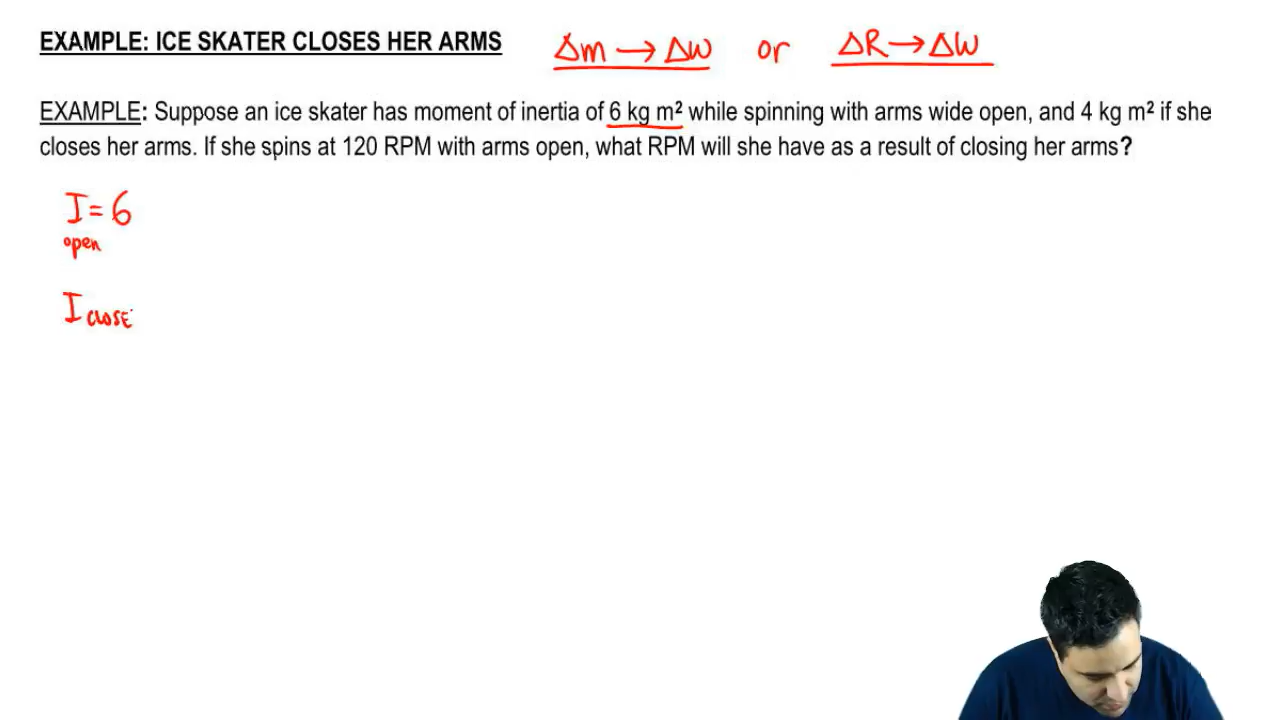 EXAMPLE: ICE SKATER CLOSES HER ARMS Δm → Δω or ΔR → Δω
EXAMPLE: Suppose an ice skater has moment of inertia of 6 kg m² while spinning with arms wide open, and 4 kg m² if she
closes her arms. If she spins at 120 RPM with arms open, what RPM will she have as a result of closing her arms?
I = 6
open
I CLOSE